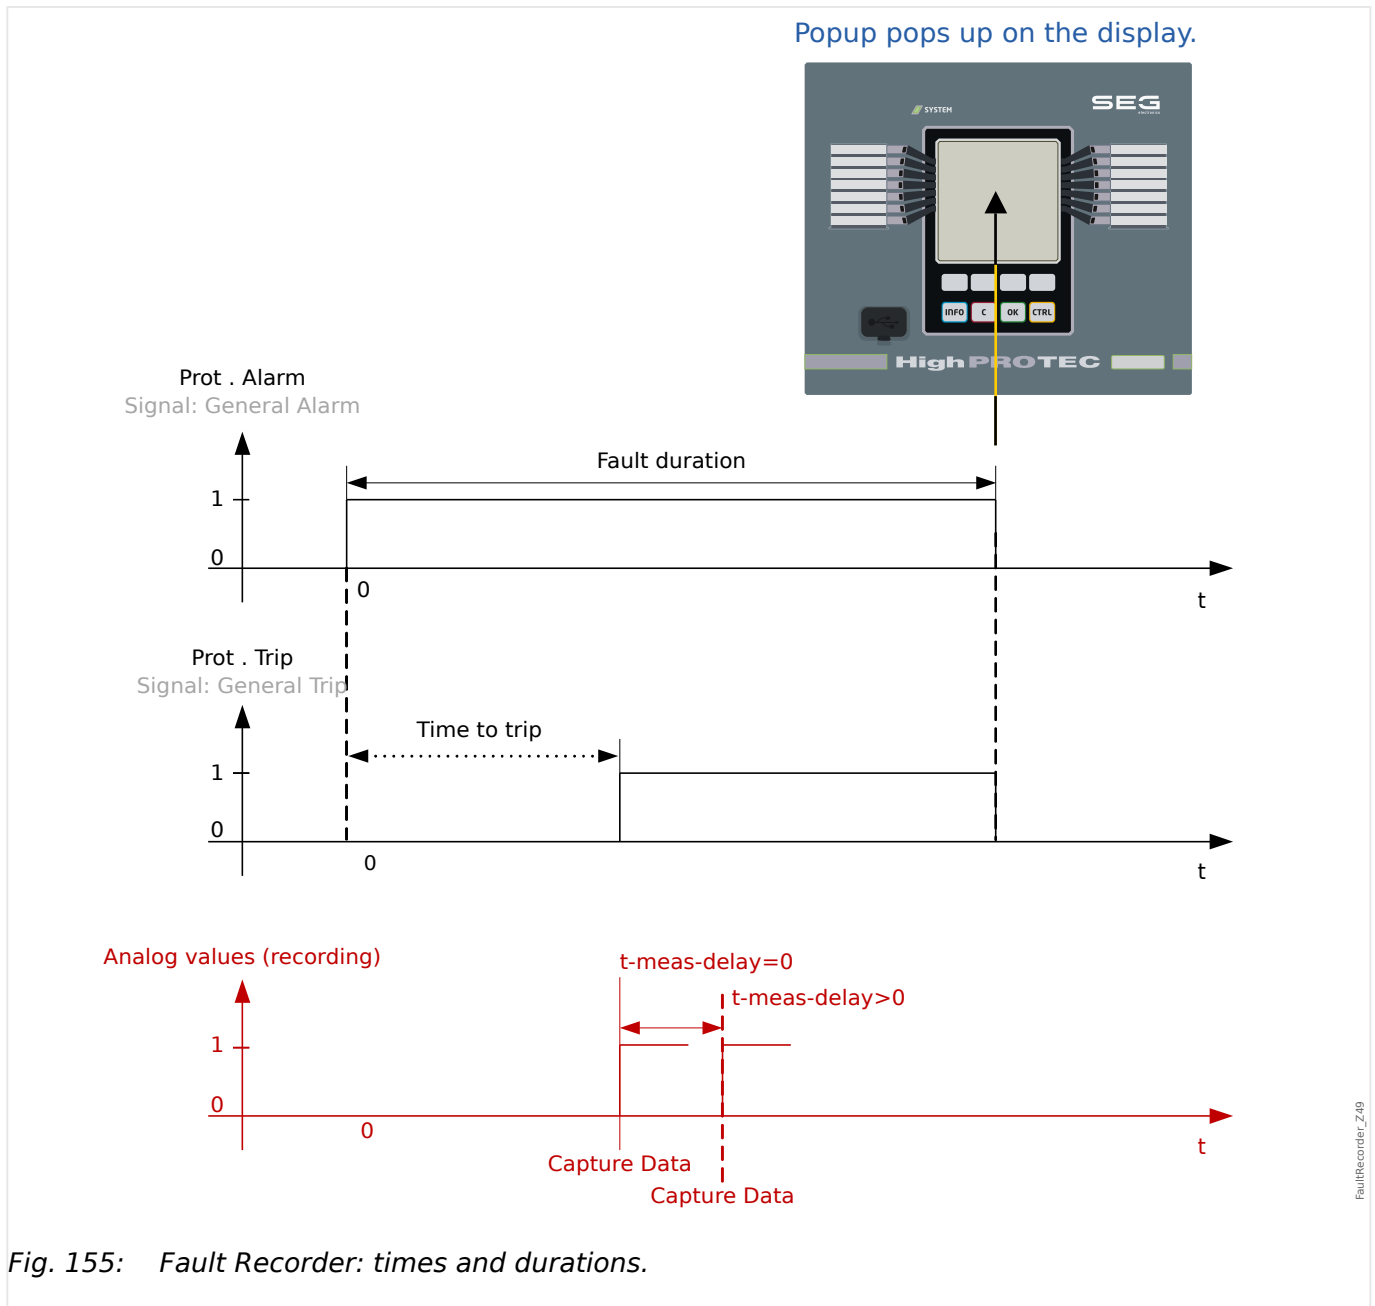 Popup pops up on the display.
SYSTEM
SEG
electronics
INFO
C
OK
CTRL
HighPROTEC
Prot . Alarm
Signal: General Alarm
Fault duration
1
0
0
t
Prot . Trip
Signal: General Trip
Time to trip
1
0
0
t
Analog values (recording)
t-meas-delay=0
t-meas-delay>0
1
0
0
t
Capture Data
Capture Data
FaultRecorder_Z49
Fig. 155: Fault Recorder: times and durations.